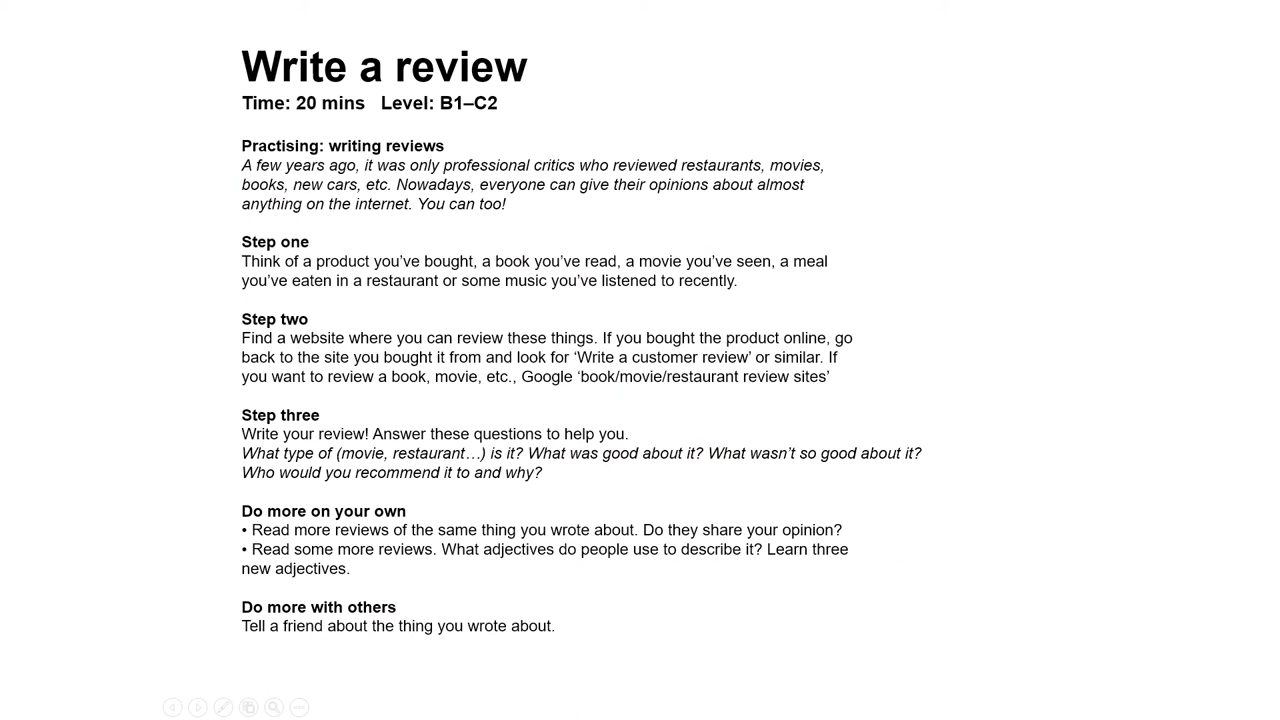 Write a review
Time: 20 mins   Level: B1–C2
Practising: writing reviews
A few years ago, it was only professional critics who reviewed restaurants, movies,
books, new cars, etc. Nowadays, everyone can give their opinions about almost
anything on the internet. You can too!
Step one
Think of a product you’ve bought, a book you’ve read, a movie you’ve seen, a meal
you’ve eaten in a restaurant or some music you’ve listened to recently.
Step two
Find a website where you can review these things. If you bought the product online, go
back to the site you bought it from and look for ‘Write a customer review’ or similar. If
you want to review a book, movie, etc., Google ‘book/movie/restaurant review sites’
Step three
Write your review! Answer these questions to help you.
What type of (movie, restaurant…) is it? What was good about it? What wasn’t so good about it?
Who would you recommend it to and why?
Do more on your own
• Read more reviews of the same thing you wrote about. Do they share your opinion?
• Read some more reviews. What adjectives do people use to describe it? Learn three
new adjectives.
Do more with others
Tell a friend about the thing you wrote about.